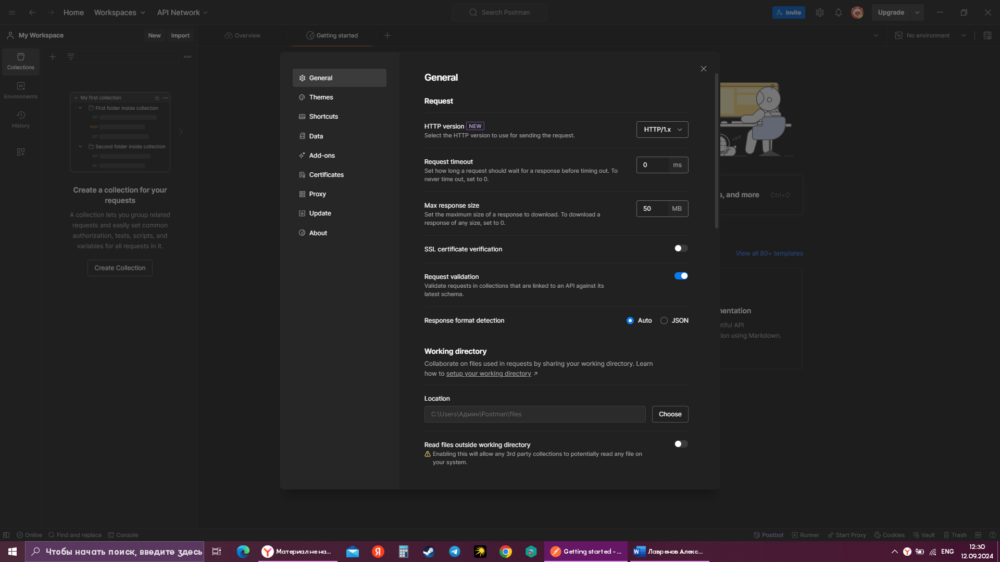 Home
Workspaces
API Network
Search Postman
Invite
Upgrade
My Workspace
New
Import
Overview
Getting started
No environment
Collections
Environments
History
My first collection
First folder inside collection
GET
POST
GET
Second folder inside collection
GET
GET
Create a collection for your
requests
A collection lets you group related
requests and easily set common
authorization, tests, scripts, and
variables for all requests in it.
Create Collection
General
Themes
Shortcuts
Data
Add-ons
Certificates
Proxy
Update
About
General
Request
HTTP version NEW
Select the HTTP version to use for sending the request.
HTTP/1.x
Request timeout
Set how long a request should wait for a response before timing out. To
never time out, set to 0.
0 ms
Max response size
Set the maximum size of a response to download. To download a
response of any size, set to 0.
50 MB
SSL certificate verification
Request validation
Validate requests in collections that are linked to an API against its
latest schema.
Response format detection
Auto
JSON
Working directory
Collaborate on files used in requests by sharing your working directory. Learn
how to setup your working directory ↗
Location
C:\Users\Админ\Postman\files
Choose
Read files outside working directory
Enabling this will allow any 3rd party collections to potentially read any file on
your system.
s, and more
Ctrl+O
View all 80+ templates
nentation
utiful API
ion using Markdown.
Online
Find and replace
Console
Postbot
Runner
Start Proxy
Cookies
Vault
Trash
Чтобы начать поиск, введите здесь
Материал не на...
Getting started - ...
Лавренов Алекс...
ENG
12:30
12.09.2024